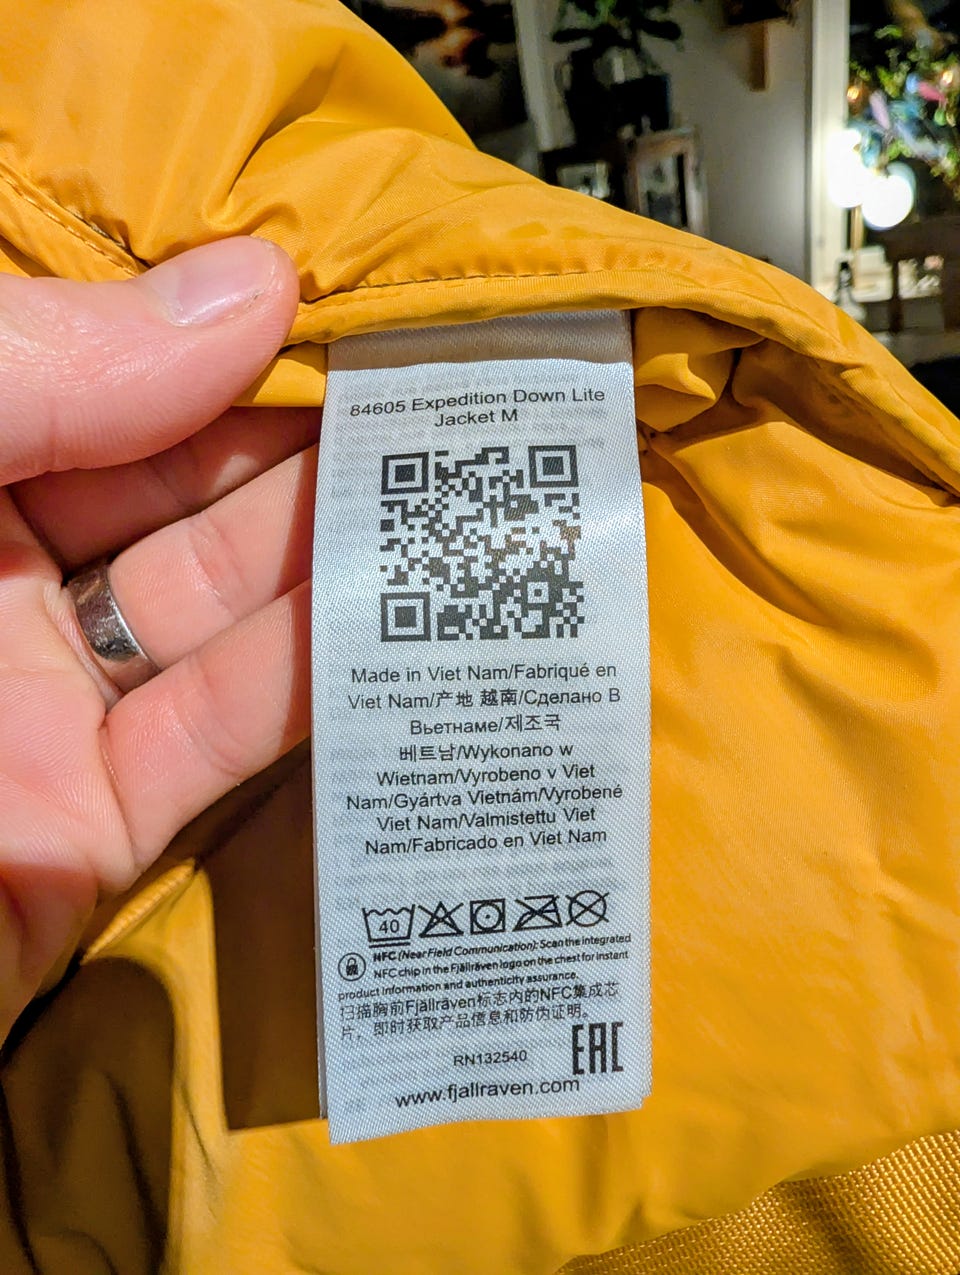 84605 Expedition Down Lite
Jacket M
Made in Viet Nam/Fabriqué en
Viet Nam/产地 越南/Сделано В
Вьетнаме/제조국
베트남/Wykonano w
Wietnam/Vyrobeno v Viet
Nam/Gyártva Vietnám/Vyrobené
Viet Nam/Valmistettu Viet
Nam/Fabricado en Viet Nam
40
NFC (Near Field Communication): Scan the integrated
NFC chip in the Fjällräven logo on the chest for instant
product information and authenticity assurance.
扫描胸前Fjällräven标志内的NFC集成芯
片，即时获取产品信息和防伪证明。
EAC
RN132540
www.fjallraven.com